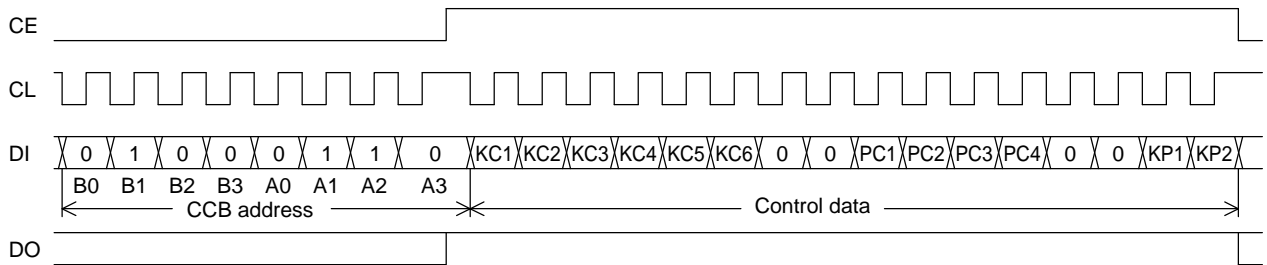 CE
CL
DI 0 1 0 0 0 1 1 0 KC1 KC2 KC3 KC4 KC5 KC6 0 0 PC1 PC2 PC3 PC4 0 0 KP1 KP2
B0 B1 B2 B3 A0 A1 A2 A3
CCB address Control data
DO